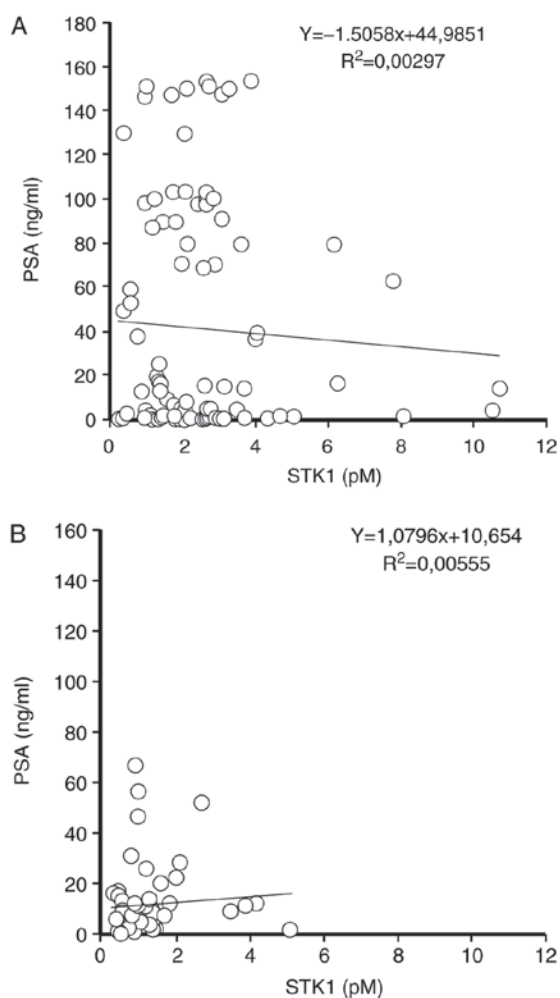 A
Y=−1.5058x+44,9851
R²=0,00297
180
160
140
120
100
80
60
40
20
0
PSA (ng/ml)
0 2 4 6 8 10 12
STK1 (pM)
B
Y=1,0796x+10,654
R²=0,00555
160
140
120
100
80
60
40
20
0
PSA (ng/ml)
0 2 4 6 8 10 12
STK1 (pM)